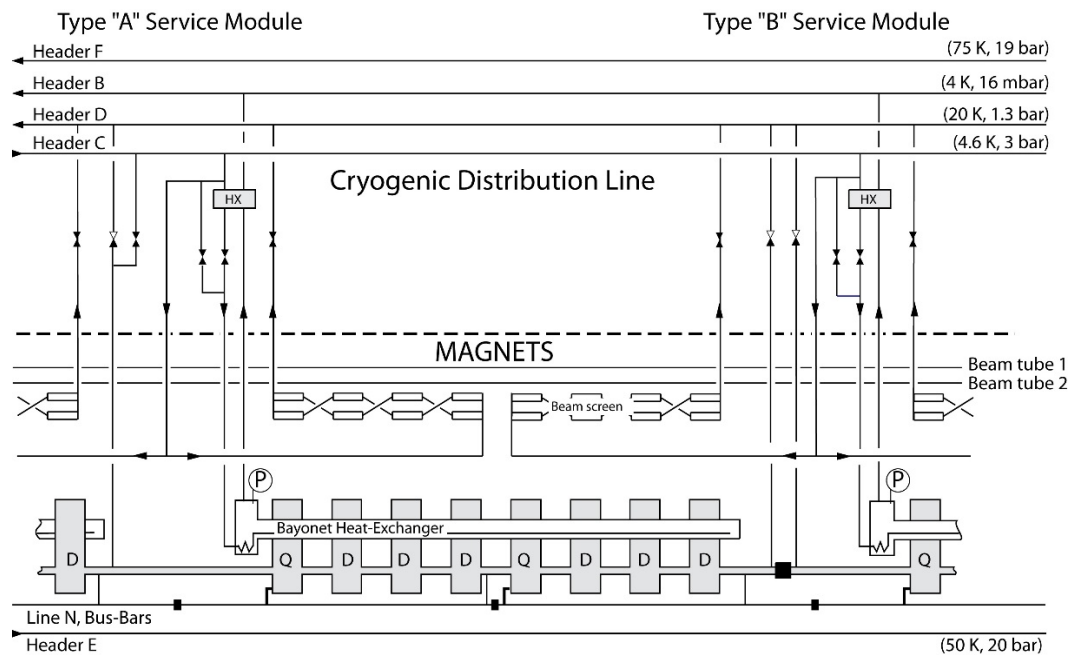 Type "A" Service Module
Type "B" Service Module
Header F
(75 K, 19 bar)
Header B
(4 K, 16 mbar)
Header D
(20 K, 1.3 bar)
Header C
(4.6 K, 3 bar)
Cryogenic Distribution Line
HX
HX
MAGNETS
Beam tube 1
Beam tube 2
Beam screen
P
P
Bayonet Heat-Exchanger
D
Q
D
D
D
Q
D
D
D
Q
Line N, Bus-Bars
Header E
(50 K, 20 bar)